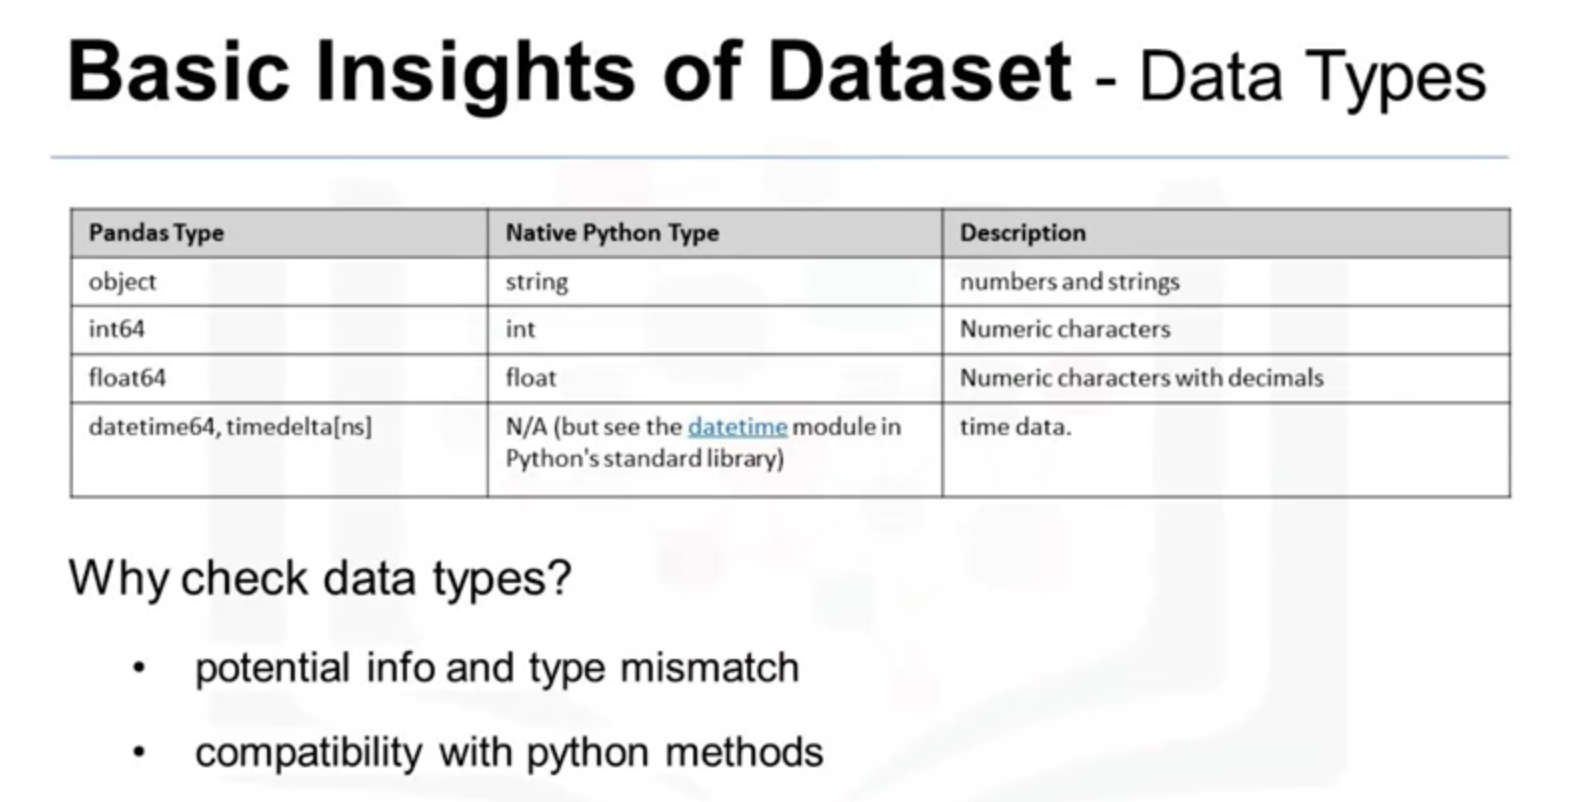 Basic Insights of Dataset - Data Types
Pandas Type Native Python Type Description
object string numbers and strings
int64 int Numeric characters
float64 float Numeric characters with decimals
datetime64, timedelta[ns] N/A (but see the datetime module in time data.
Python's standard library)
Why check data types?
• potential info and type mismatch
• compatibility with python methods